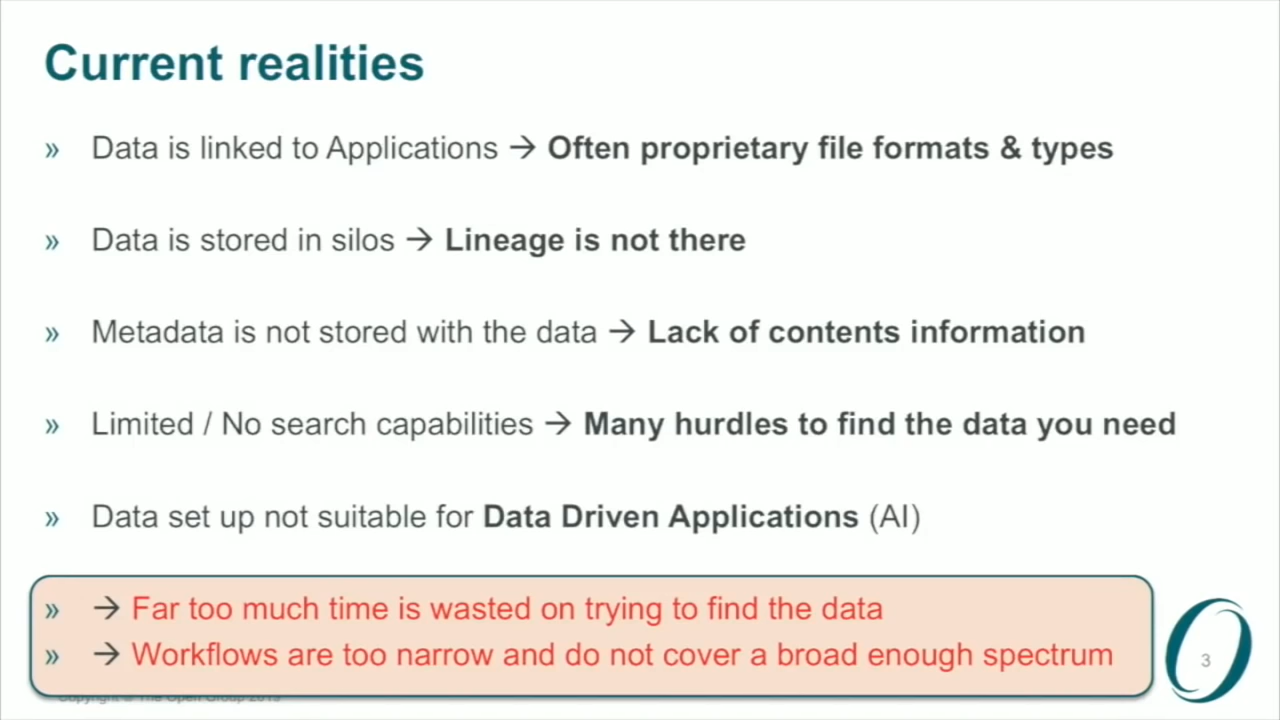 Current realities
» Data is linked to Applications → Often proprietary file formats & types
» Data is stored in silos → Lineage is not there
» Metadata is not stored with the data → Lack of contents information
» Limited / No search capabilities → Many hurdles to find the data you need
» Data set up not suitable for Data Driven Applications (AI)
» → Far too much time is wasted on trying to find the data
» → Workflows are too narrow and do not cover a broad enough spectrum
3
Copyright © The Open Group